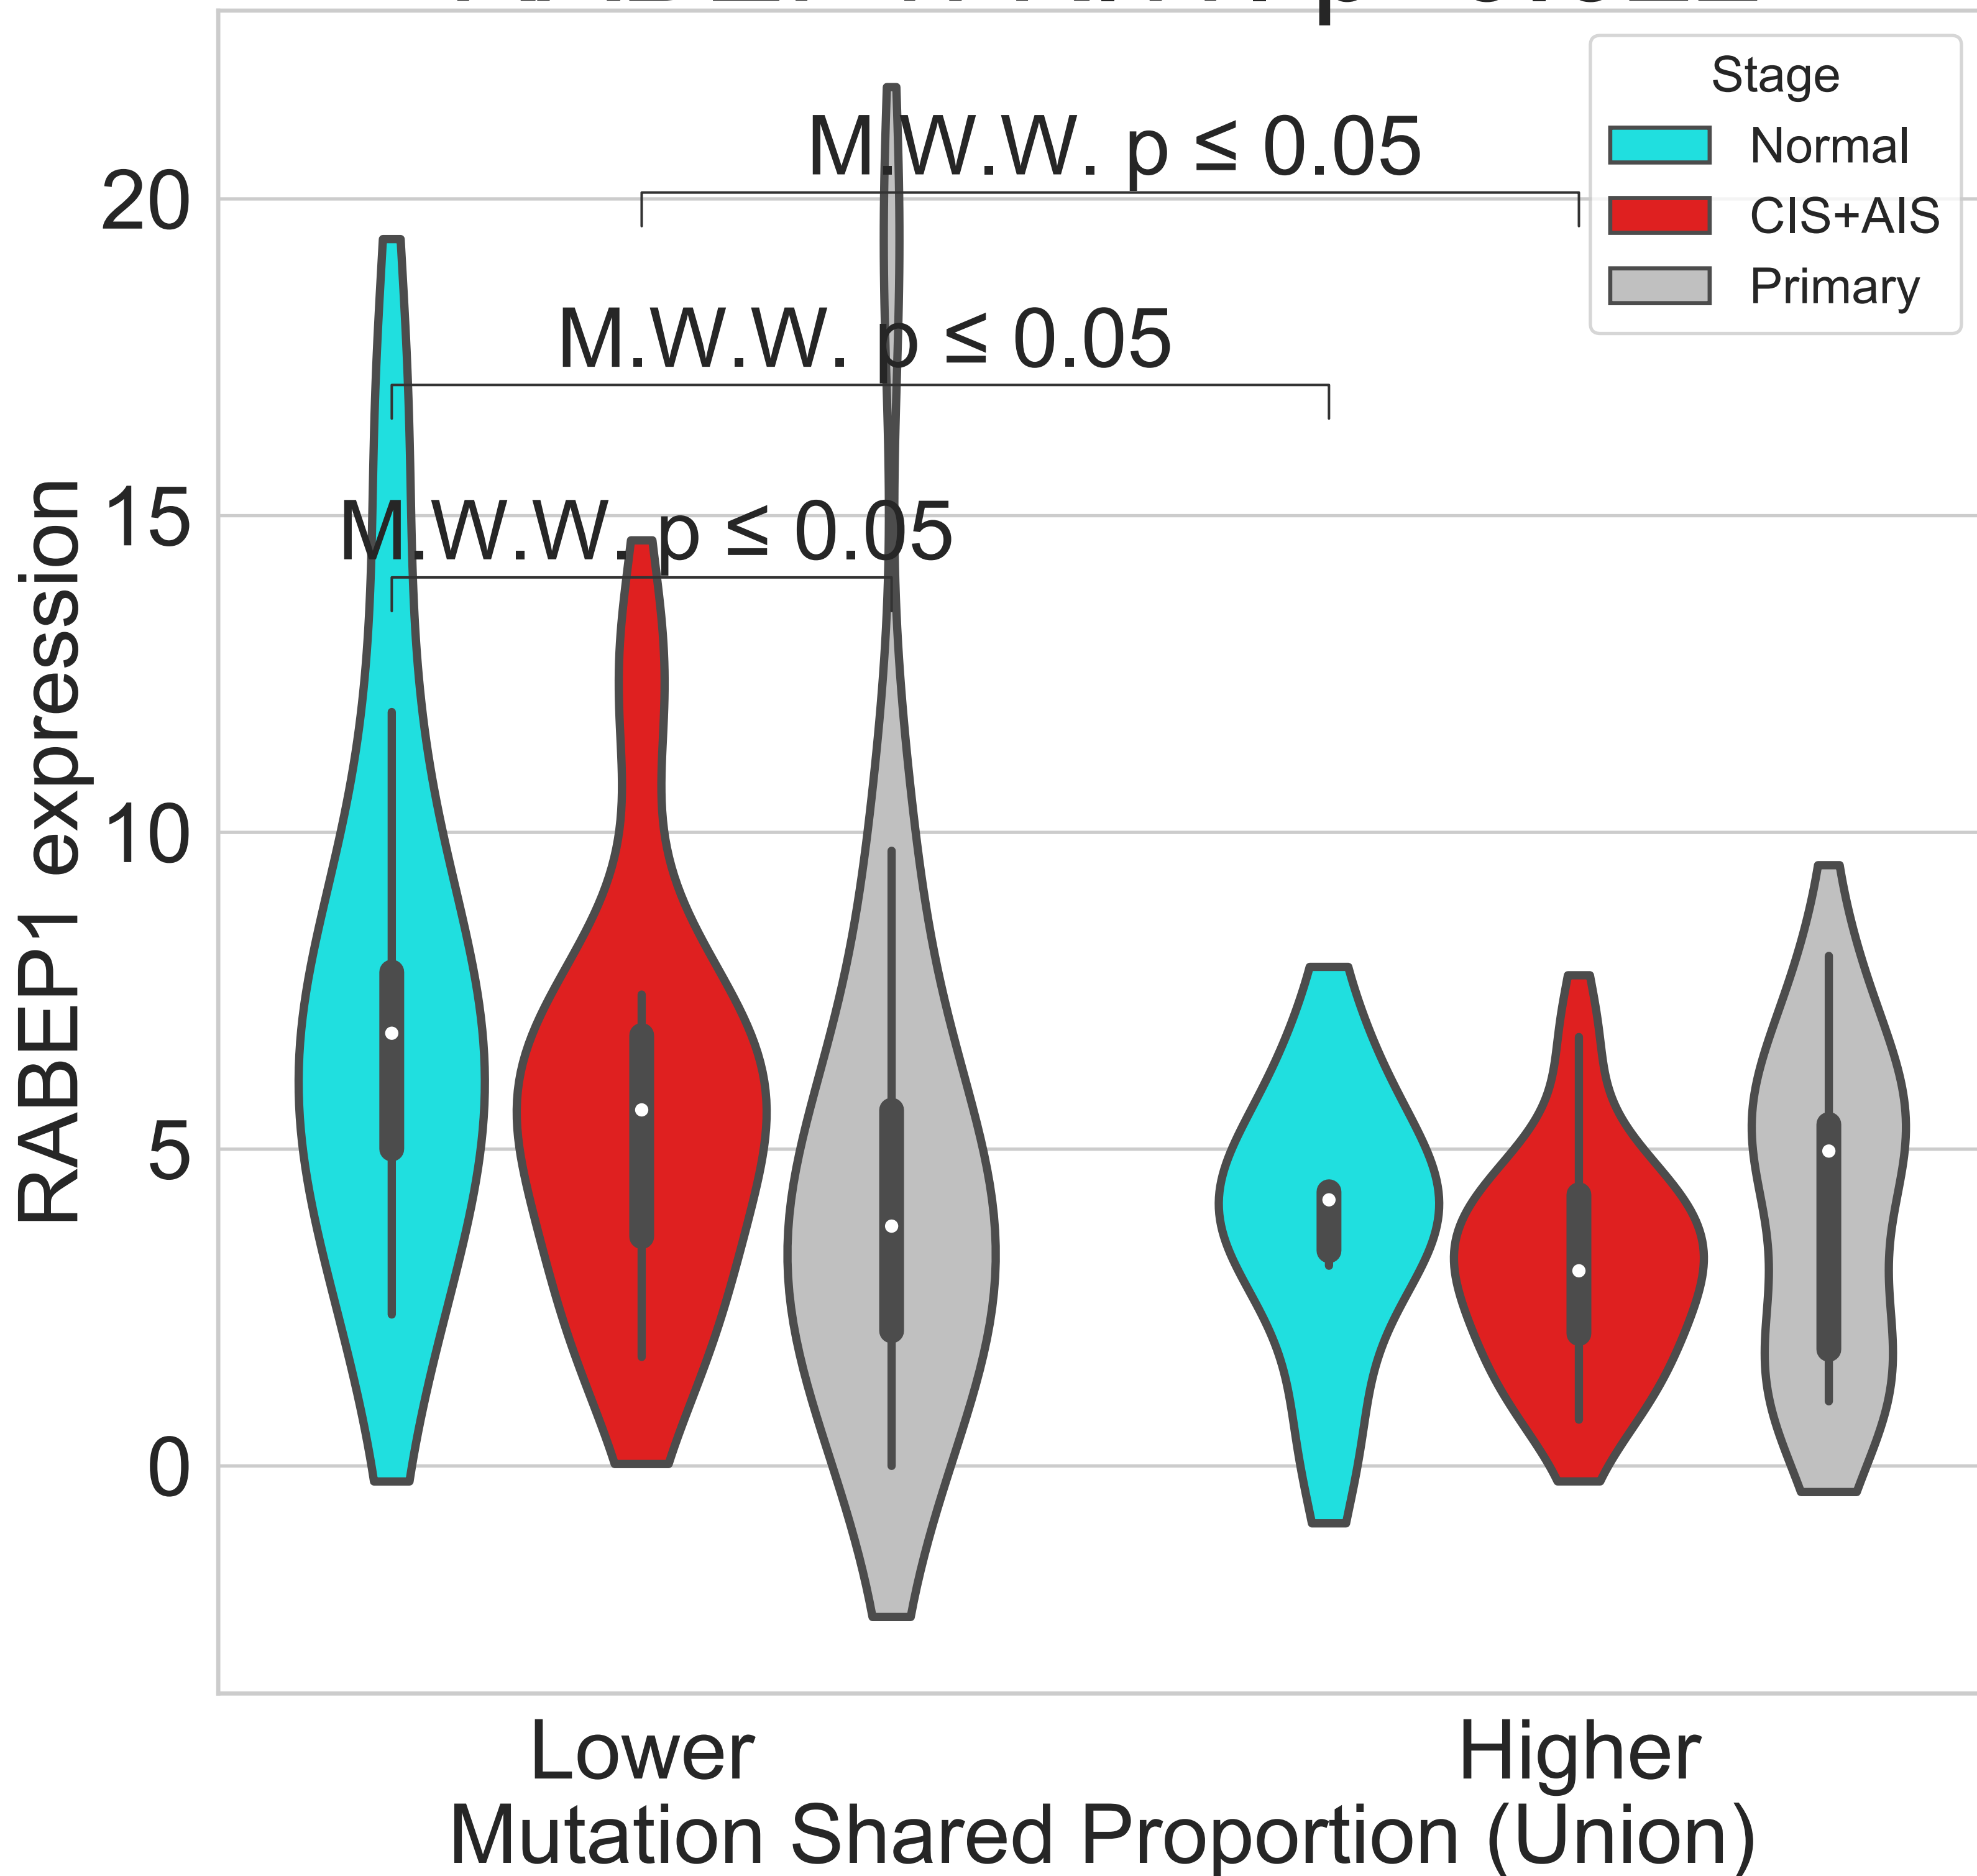 Stage
Normal
CIS+AIS
Primary
M.W.W. p ≤ 0.05
M.W.W. p ≤ 0.05
M.W.W. p ≤ 0.05
20
15
10
5
0
RABEP1 expression
Lower
Higher
Mutation Shared Proportion (Union)